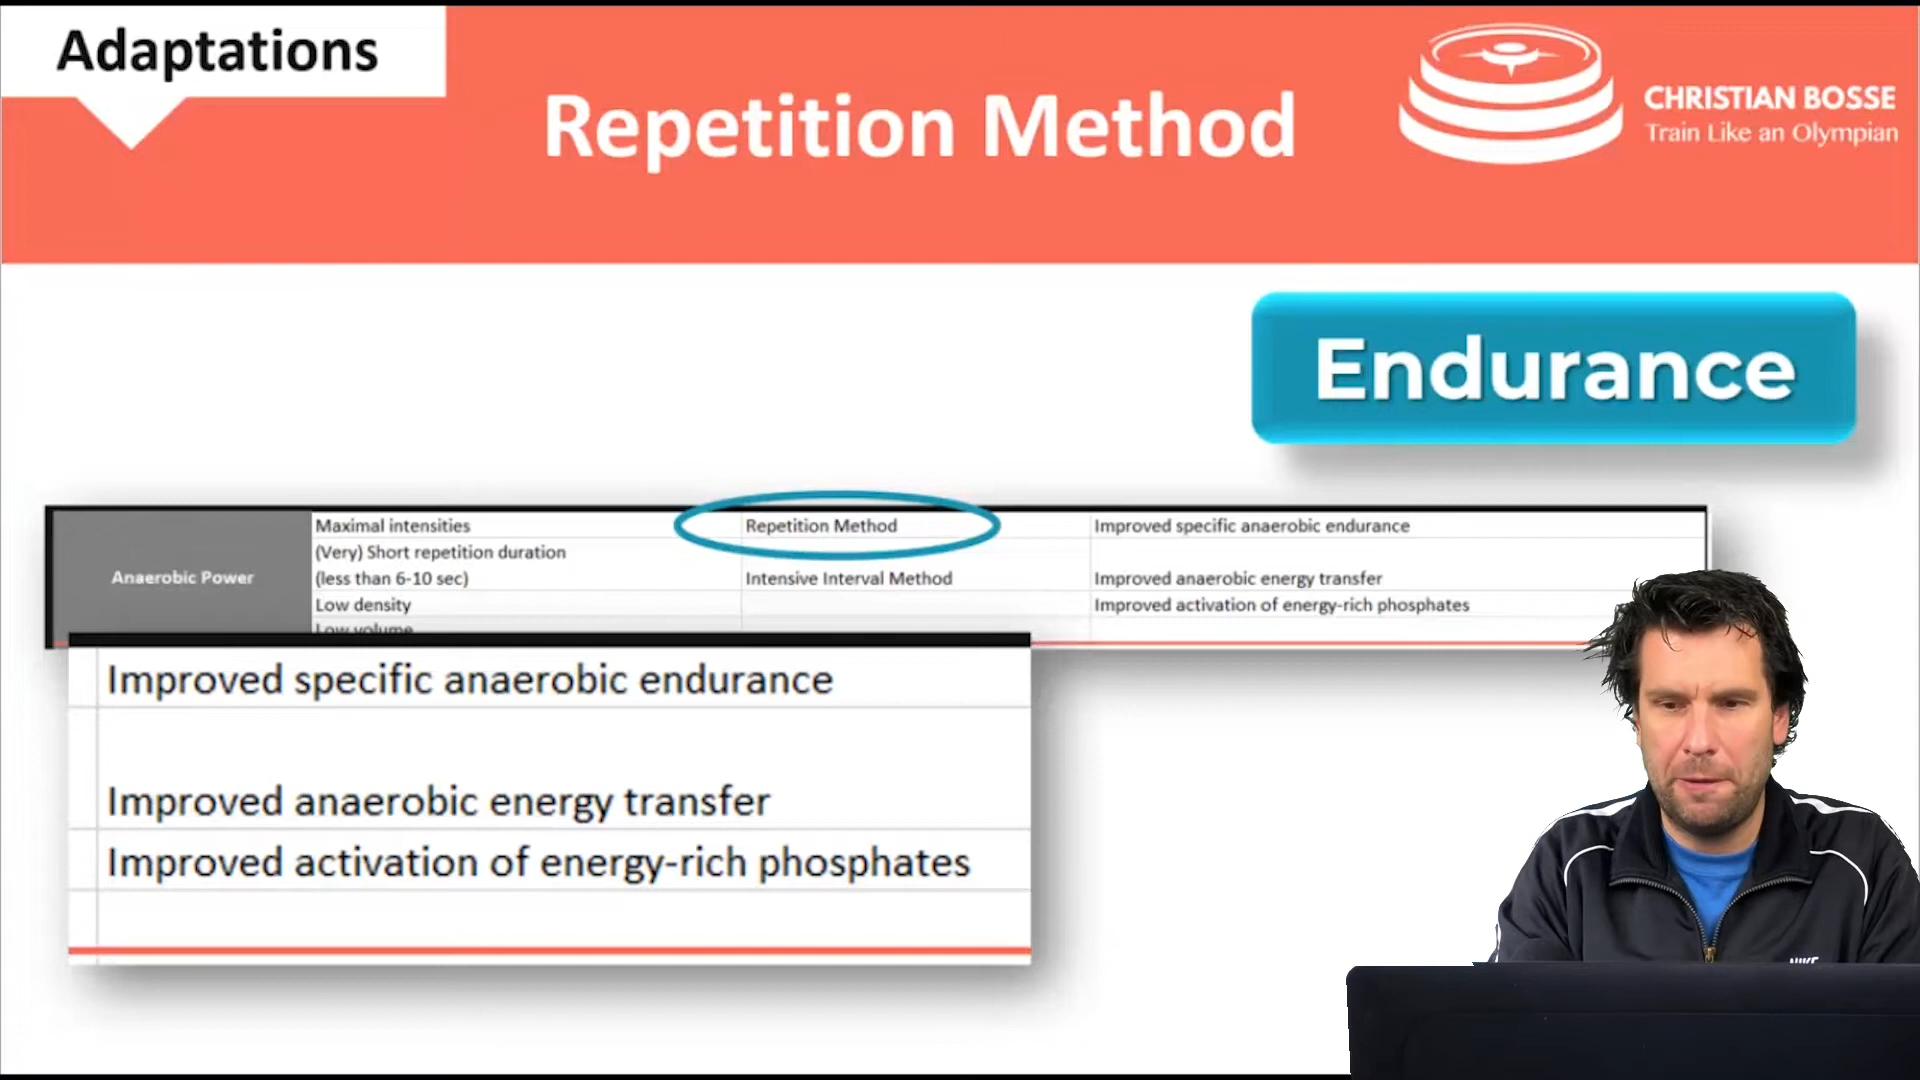 Adaptations
Repetition Method
CHRISTIAN BOSSE
Train Like an Olympian
Endurance
Anaerobic Power
Maximal intensities
Repetition Method
Improved specific anaerobic endurance
(Very) Short repetition duration
(less than 6-10 sec)
Intensive Interval Method
Improved anaerobic energy transfer
Low density
Improved activation of energy-rich phosphates
Low volume
Improved specific anaerobic endurance
Improved anaerobic energy transfer
Improved activation of energy-rich phosphates
NIKE